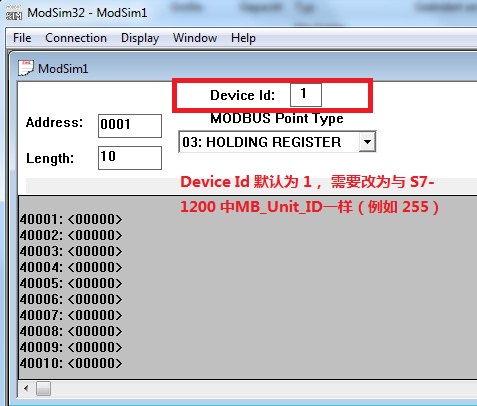 ModSim32 - ModSim1
File Connection Display Window Help
ModSim1
Device Id: 1
Address: 0001
MODBUS Point Type
03: HOLDING REGISTER
Length: 10
Device Id 默认为 1 ，需要改为与 S7-
1200 中MB_Unit_ID一样（例如 255）
40001: <00000>
40002: <00000>
40003: <00000>
40004: <00000>
40005: <00000>
40006: <00000>
40007: <00000>
40008: <00000>
40009: <00000>
40010: <00000>